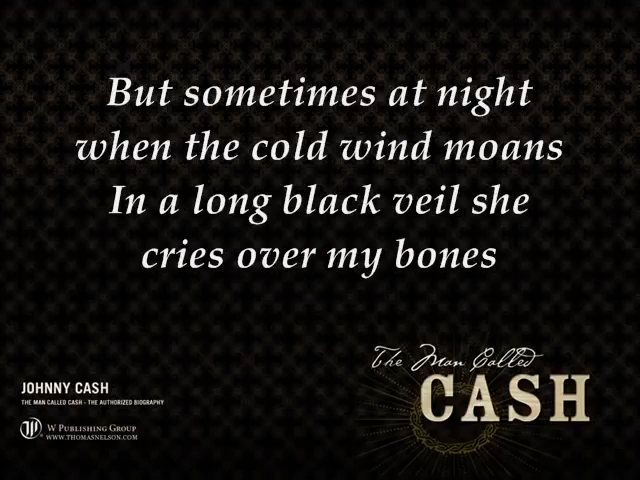 But sometimes at night
when the cold wind moans
In a long black veil she
cries over my bones
The Man Called
CASH
JOHNNY CASH
THE MAN CALLED CASH - THE AUTHORIZED BIOGRAPHY
W PUBLISHING GROUP
WWW.THOMASNELSON.COM